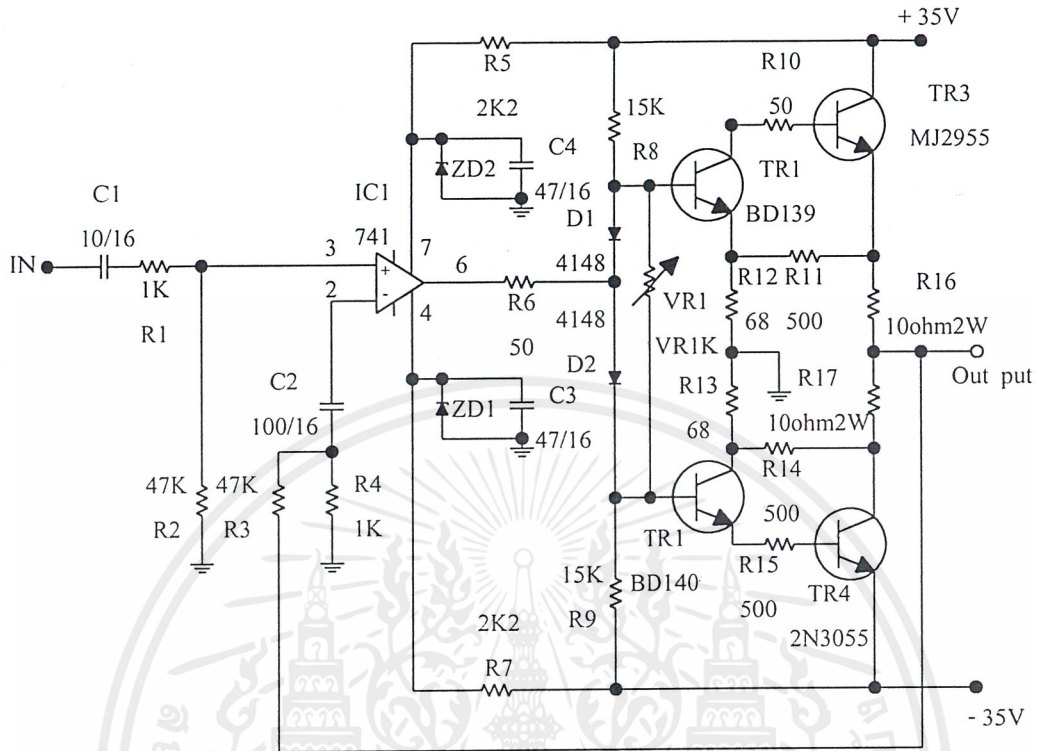 + 35V
R5
R10
2K2
15K
50
TR3
MJ2955
C4
R8
TR1
ZD2
47/16
BD139
C1
IC1
D1
10/16
741
7
3
+
6
4148
R12
R11
R16
IN
1K
2
-
4
R6
VR1
68
500
10ohm2W
R1
4148
50
VR1K
Out put
C2
D2
R13
R17
100/16
ZD1
C3
68
10ohm2W
47/16
R14
47K
47K
R4
TR1
500
R2
R3
1K
R15
15K
BD140
TR4
R9
500
2K2
2N3055
R7
- 35V